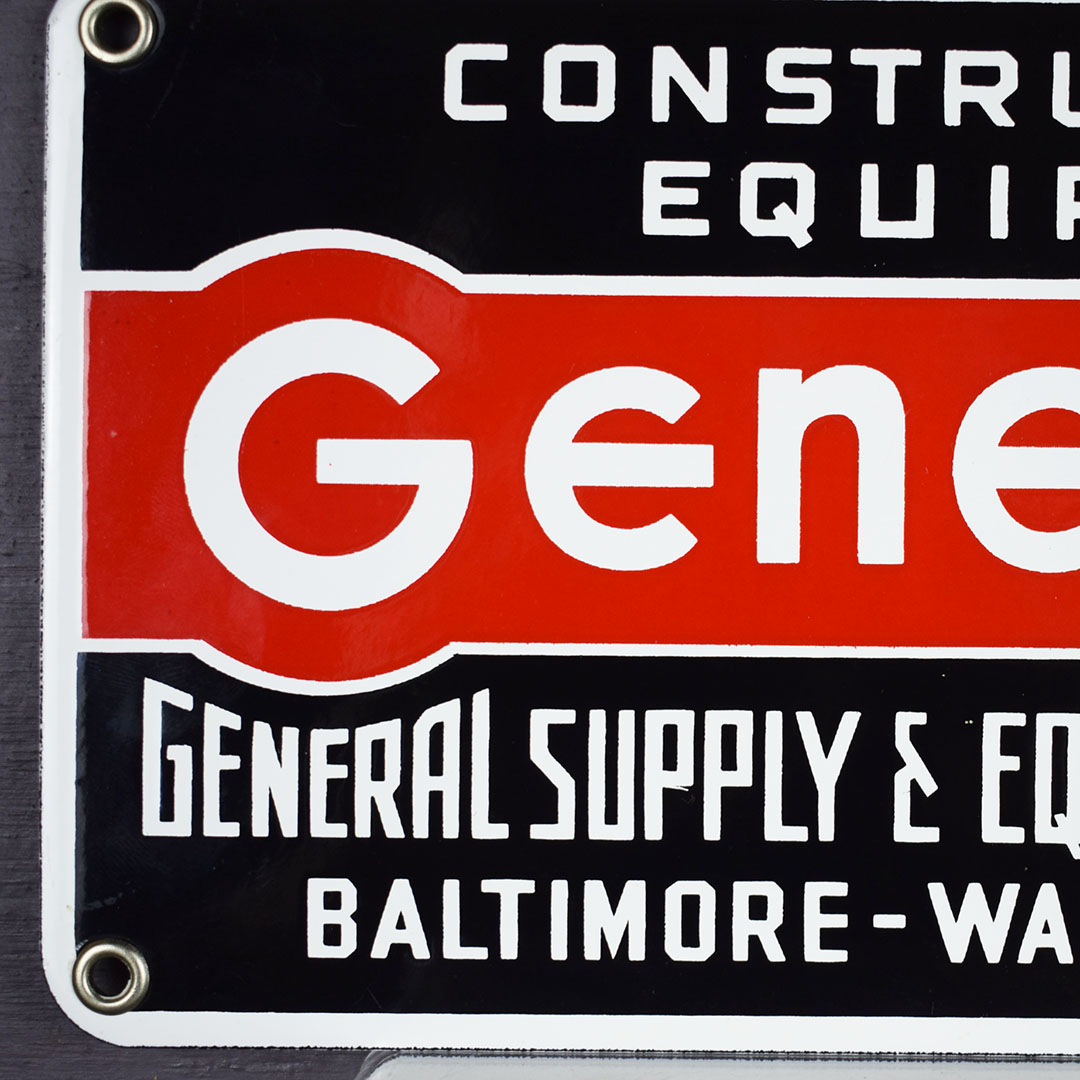 CONSTRU
EQUIP
Gene
GENERAL SUPPLY & EQ
BALTIMORE - WA